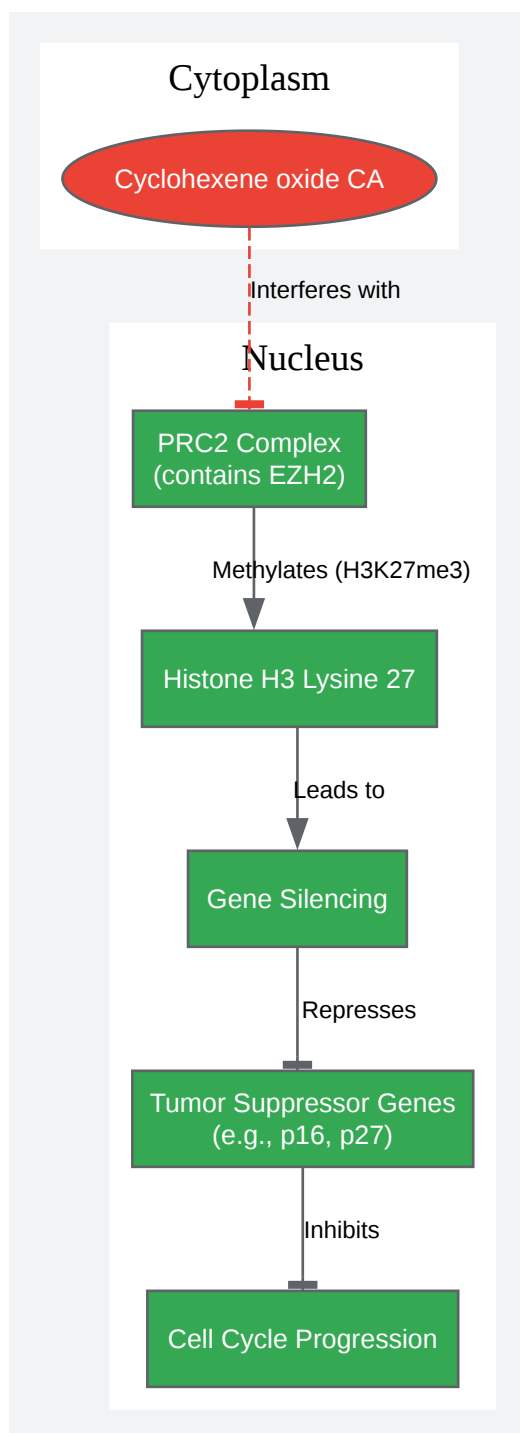 Cytoplasm
Cyclohexene oxide CA
Interferes with
Nucleus
PRC2 Complex
(contains EZH2)
Methylates (H3K27me3)
Histone H3 Lysine 27
Leads to
Gene Silencing
Represses
Tumor Suppressor Genes
(e.g., p16, p27)
Inhibits
Cell Cycle Progression